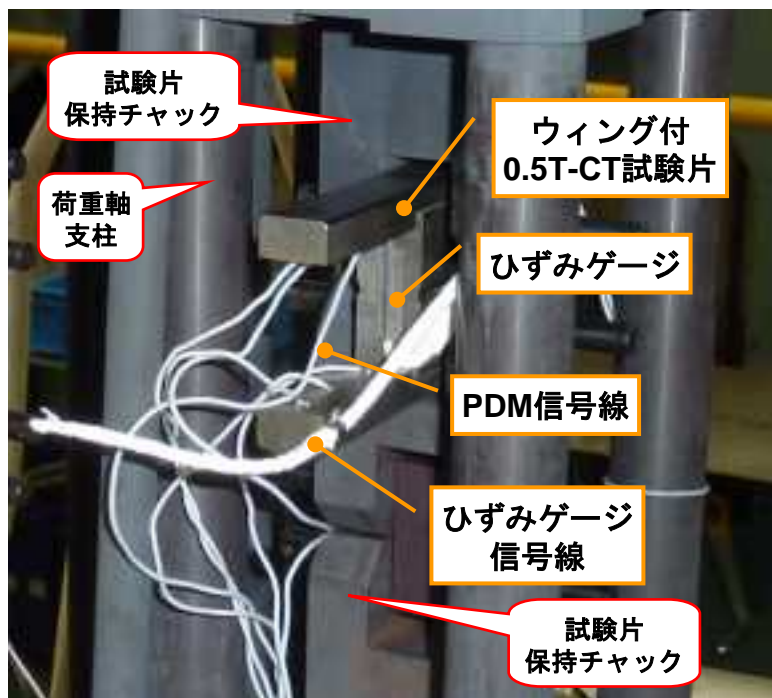 試験片
保持チャック
ウィング付
0.5T-CT試験片
荷重軸
支柱
ひずみゲージ
PDM信号線
ひずみゲージ
信号線
試験片
保持チャック